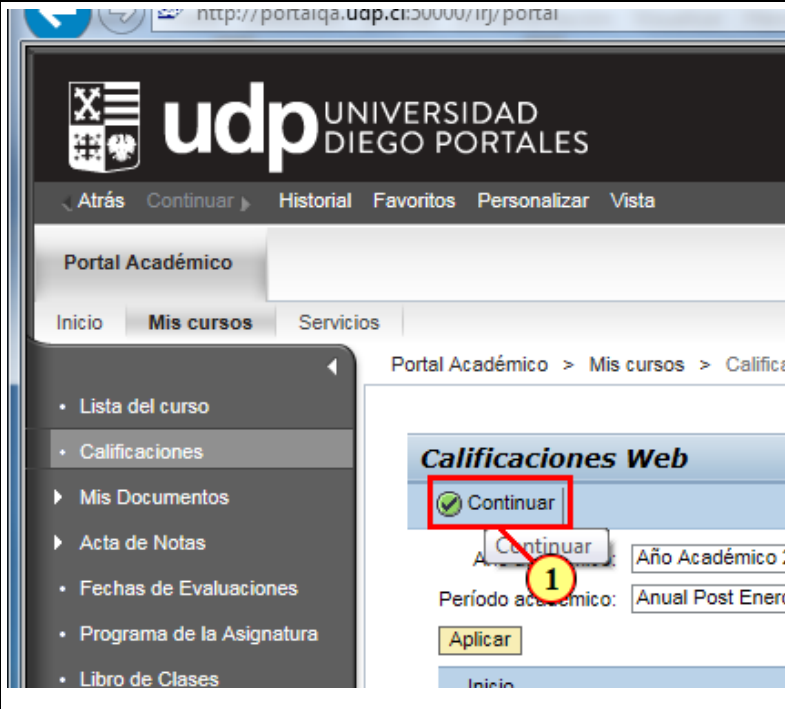 http://portalqa.udp.cl:50000/irj/portal
udp UNIVERSIDAD
DIEGO PORTALES
Atrás Continuar Historial Favoritos Personalizar Vista
Portal Académico
Inicio Mis cursos Servicios
Portal Académico > Mis cursos > Calific
• Lista del curso
• Calificaciones
Calificaciones Web
Mis Documentos
Continuar
Acta de Notas
Continuar
Año Académico
1
• Fechas de Evaluaciones
Período académico: Anual Post Enero
• Programa de la Asignatura
Aplicar
• Libro de Clases
Inicio